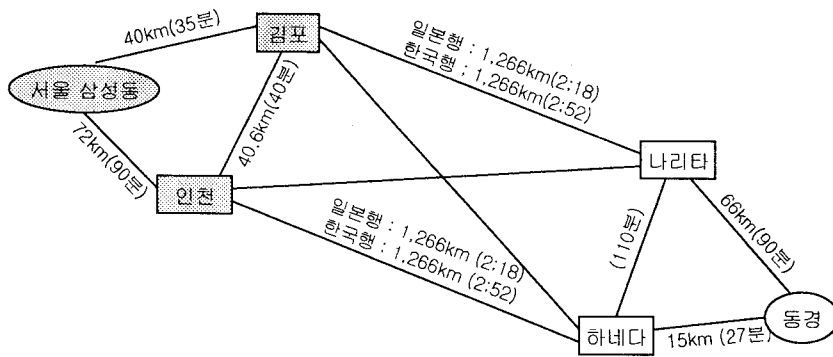 40km(35분)
김포
서울 삼성동
72km(90분)
40.6km(40분)
인천
일본행 : 1,266km(2:18)
한국행 : 1,266km(2:52)
나리타
일본행 : 1,266km (2:18)
한국행 : 1,266km (2:52)
(110분)
66km(90분)
하네다
15km (27분)
동경